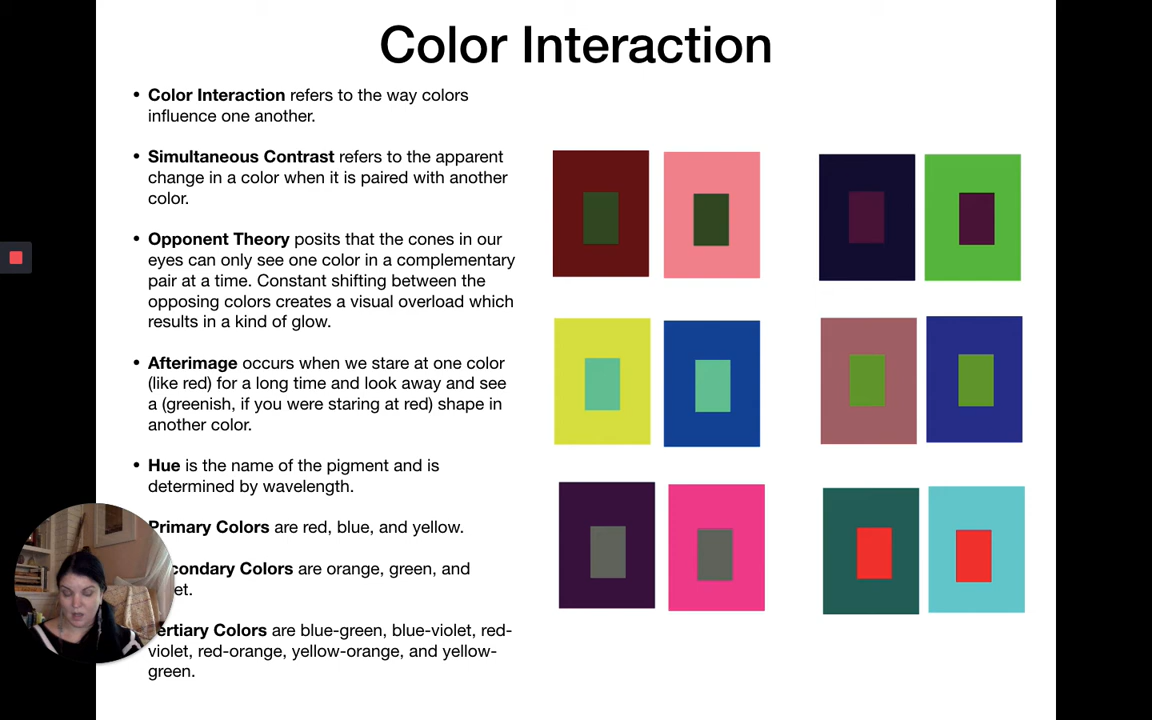 Color Interaction
• Color Interaction refers to the way colors
influence one another.
• Simultaneous Contrast refers to the apparent
change in a color when it is paired with another
color.
• Opponent Theory posits that the cones in our
eyes can only see one color in a complementary
pair at a time. Constant shifting between the
opposing colors creates a visual overload which
results in a kind of glow.
• Afterimage occurs when we stare at one color
(like red) for a long time and look away and see
a (greenish, if you were staring at red) shape in
another color.
• Hue is the name of the pigment and is
determined by wavelength.
Primary Colors are red, blue, and yellow.
condary Colors are orange, green, and
et.
ertiary Colors are blue-green, blue-violet, red-
violet, red-orange, yellow-orange, and yellow-
green.